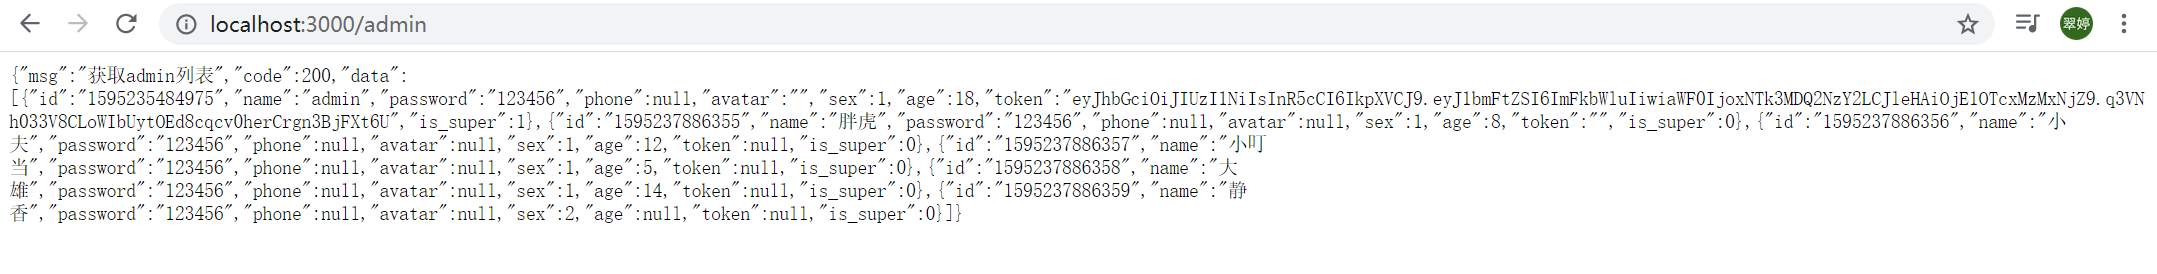 localhost:3000/admin
翠婷
{"msg":"获取admin列表","code":200,"data":
[{"id":"1595235484975","name":"admin","password":"123456","phone":null,"avatar":"","sex":1,"age":18,"token":"eyJhbGciOiJIUzI1NiIsInR5cCI6IkpXVCJ9.eyJ1bmFtZSI6ImFkbWluIiwiaWF0IjoxNTk3MDQ2NzY2LCJleHAiOjE1OTcxMzMxNjZ9.q3VN
h033V8CLoWIbUytOEd8cqcv0herCrgn3BjFXt6U","is_super":1},{"id":"1595237886355","name":"胖虎","password":"123456","phone":null,"avatar":null,"sex":1,"age":8,"token":"","is_super":0},{"id":"1595237886356","name":"小
夫","password":"123456","phone":null,"avatar":null,"sex":1,"age":12,"token":null,"is_super":0},{"id":"1595237886357","name":"小叮
当","password":"123456","phone":null,"avatar":null,"sex":1,"age":5,"token":null,"is_super":0},{"id":"1595237886358","name":"大
雄","password":"123456","phone":null,"avatar":null,"sex":1,"age":14,"token":null,"is_super":0},{"id":"1595237886359","name":"静
香","password":"123456","phone":null,"avatar":null,"sex":2,"age":null,"token":null,"is_super":0}]}